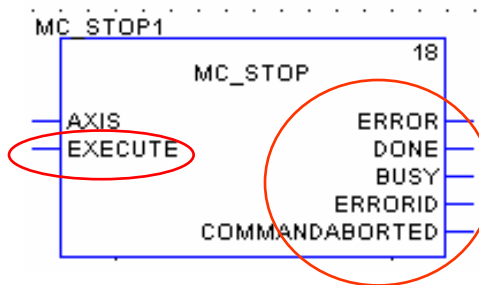 MC_STOP1
18
MC_STOP
AXIS ERROR
EXECUTE DONE
BUSY
ERRORID
COMMANDABORTED